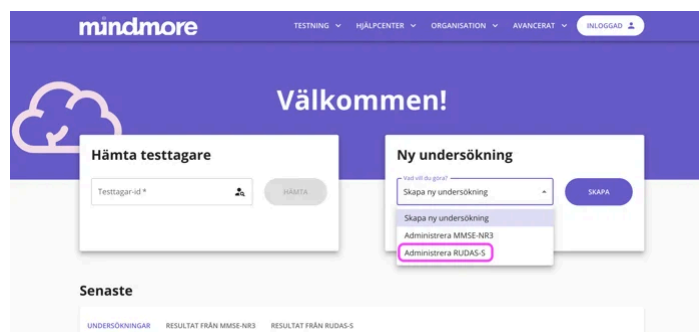 mindmore
TESTNING HJÄLPCENTER ORGANISATION AVANCERAT INLOGGAD
Välkommen!
Hämta testtagare
Testtagar-id *
HÄMTA
Ny undersökning
Vad vill du göra?
Skapa ny undersökning
SKAPA
Skapa ny undersökning
Administrera MMSE-NR3
Administrera RUDAS-S
Senaste
UNDERSÖKNINGAR RESULTAT FRÅN MMSE-NR3 RESULTAT FRÅN RUDAS-S